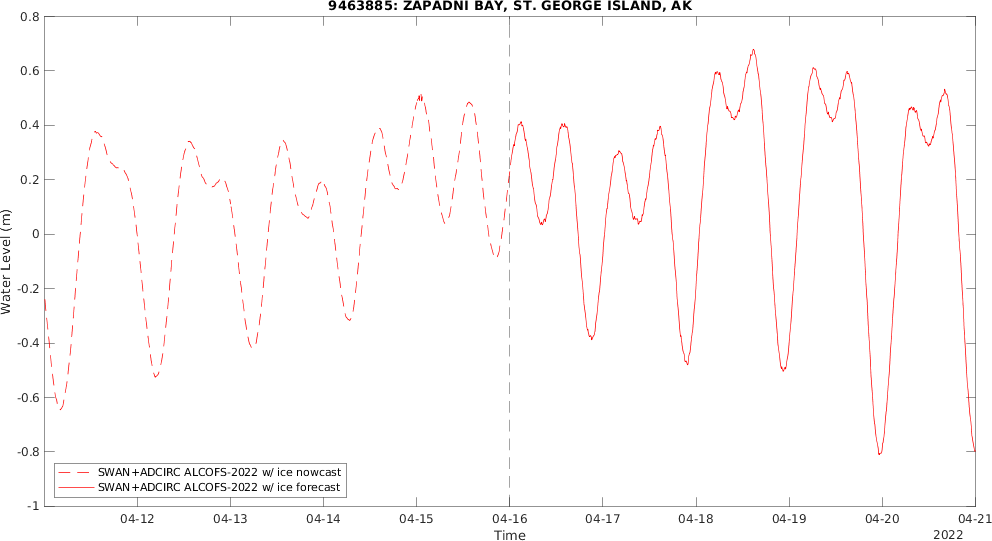 9463885: ZAPADNI BAY, ST. GEORGE ISLAND, AK
0.8
0.6
0.4
0.2
0
-0.2
-0.4
-0.6
-0.8
-1
Water Level (m)
SWAN+ADCIRC ALCOFS-2022 w/ ice nowcast
SWAN+ADCIRC ALCOFS-2022 w/ ice forecast
04-12 04-13 04-14 04-15 04-16 04-17 04-18 04-19 04-20 04-21
Time
2022